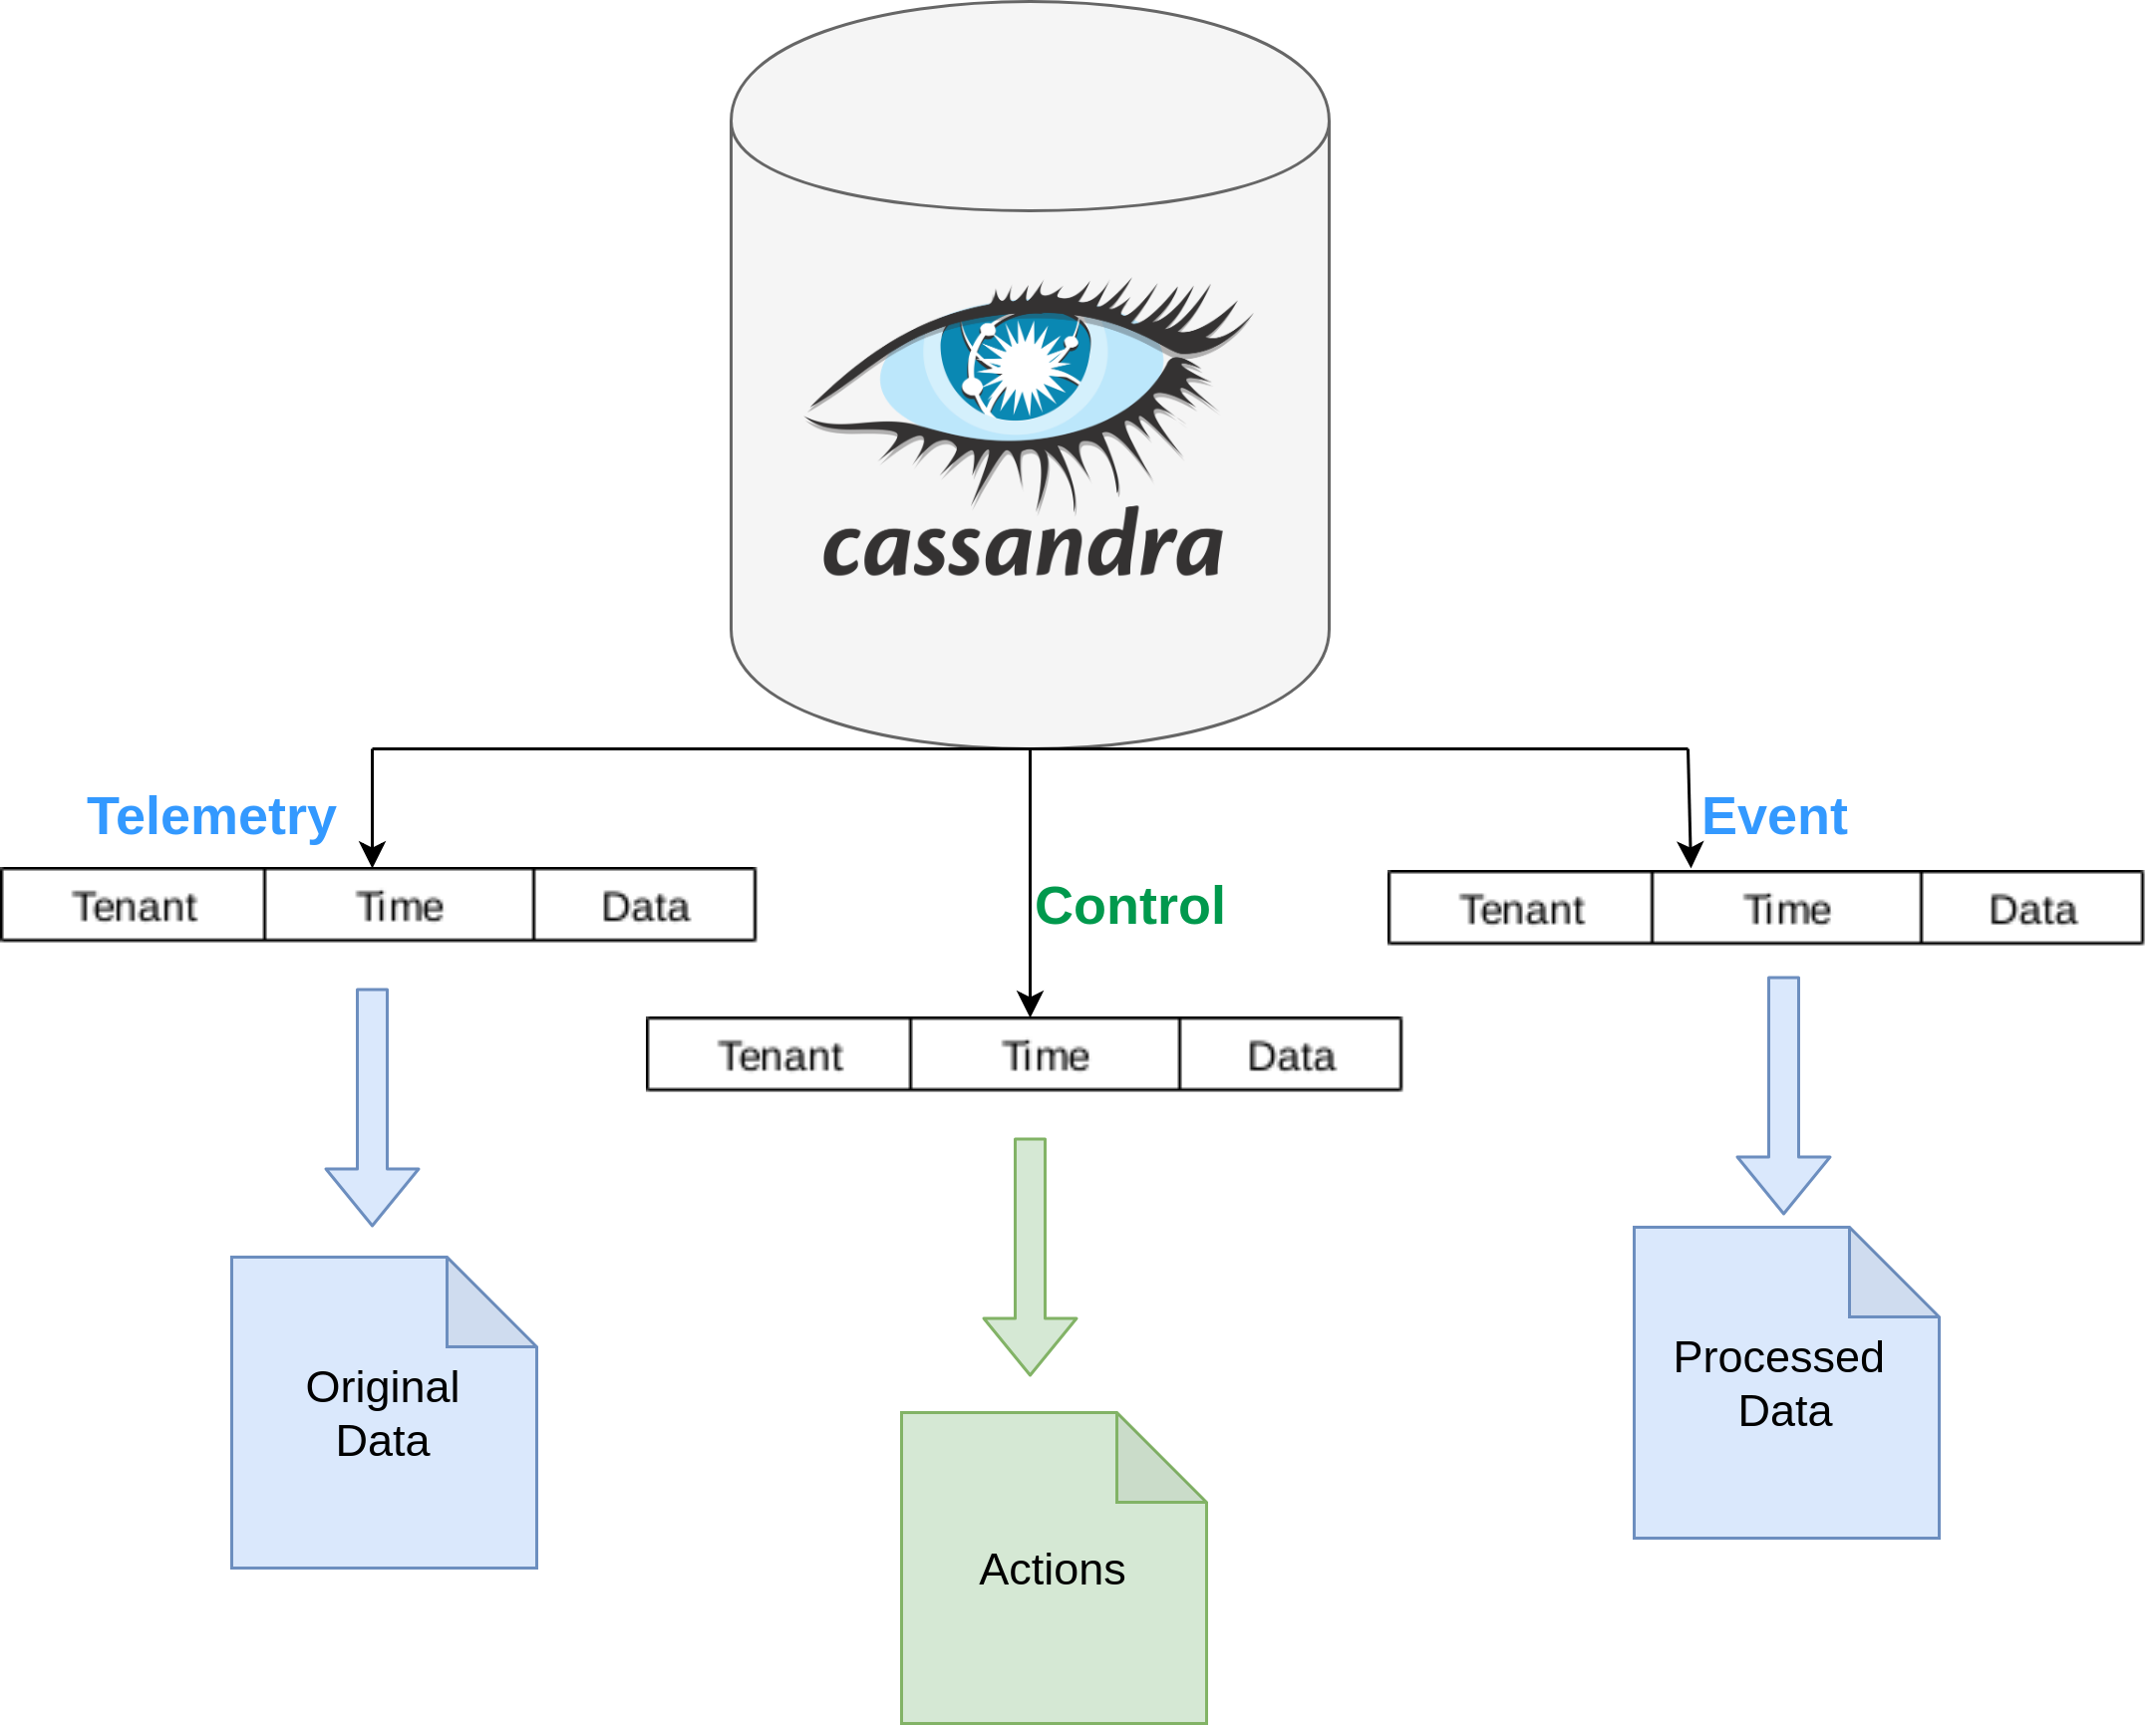 cassandra
Telemetry
Event
Tenant Time Data
Control
Tenant Time Data
Tenant Time Data
Original
Data
Processed
Data
Actions